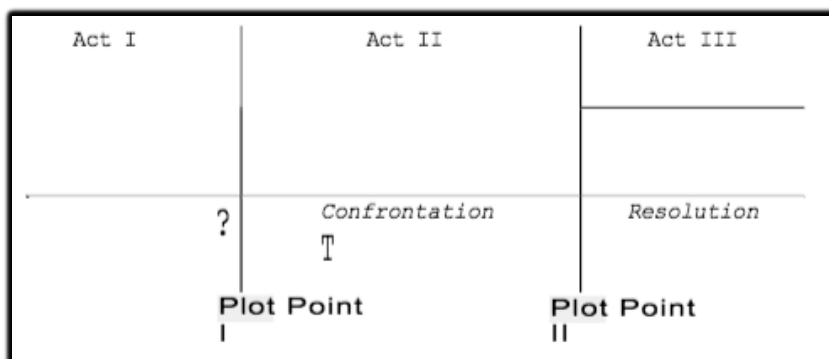 Act I Act II Act III
? Confrontation Resolution
T
Plot Point Plot Point
I II